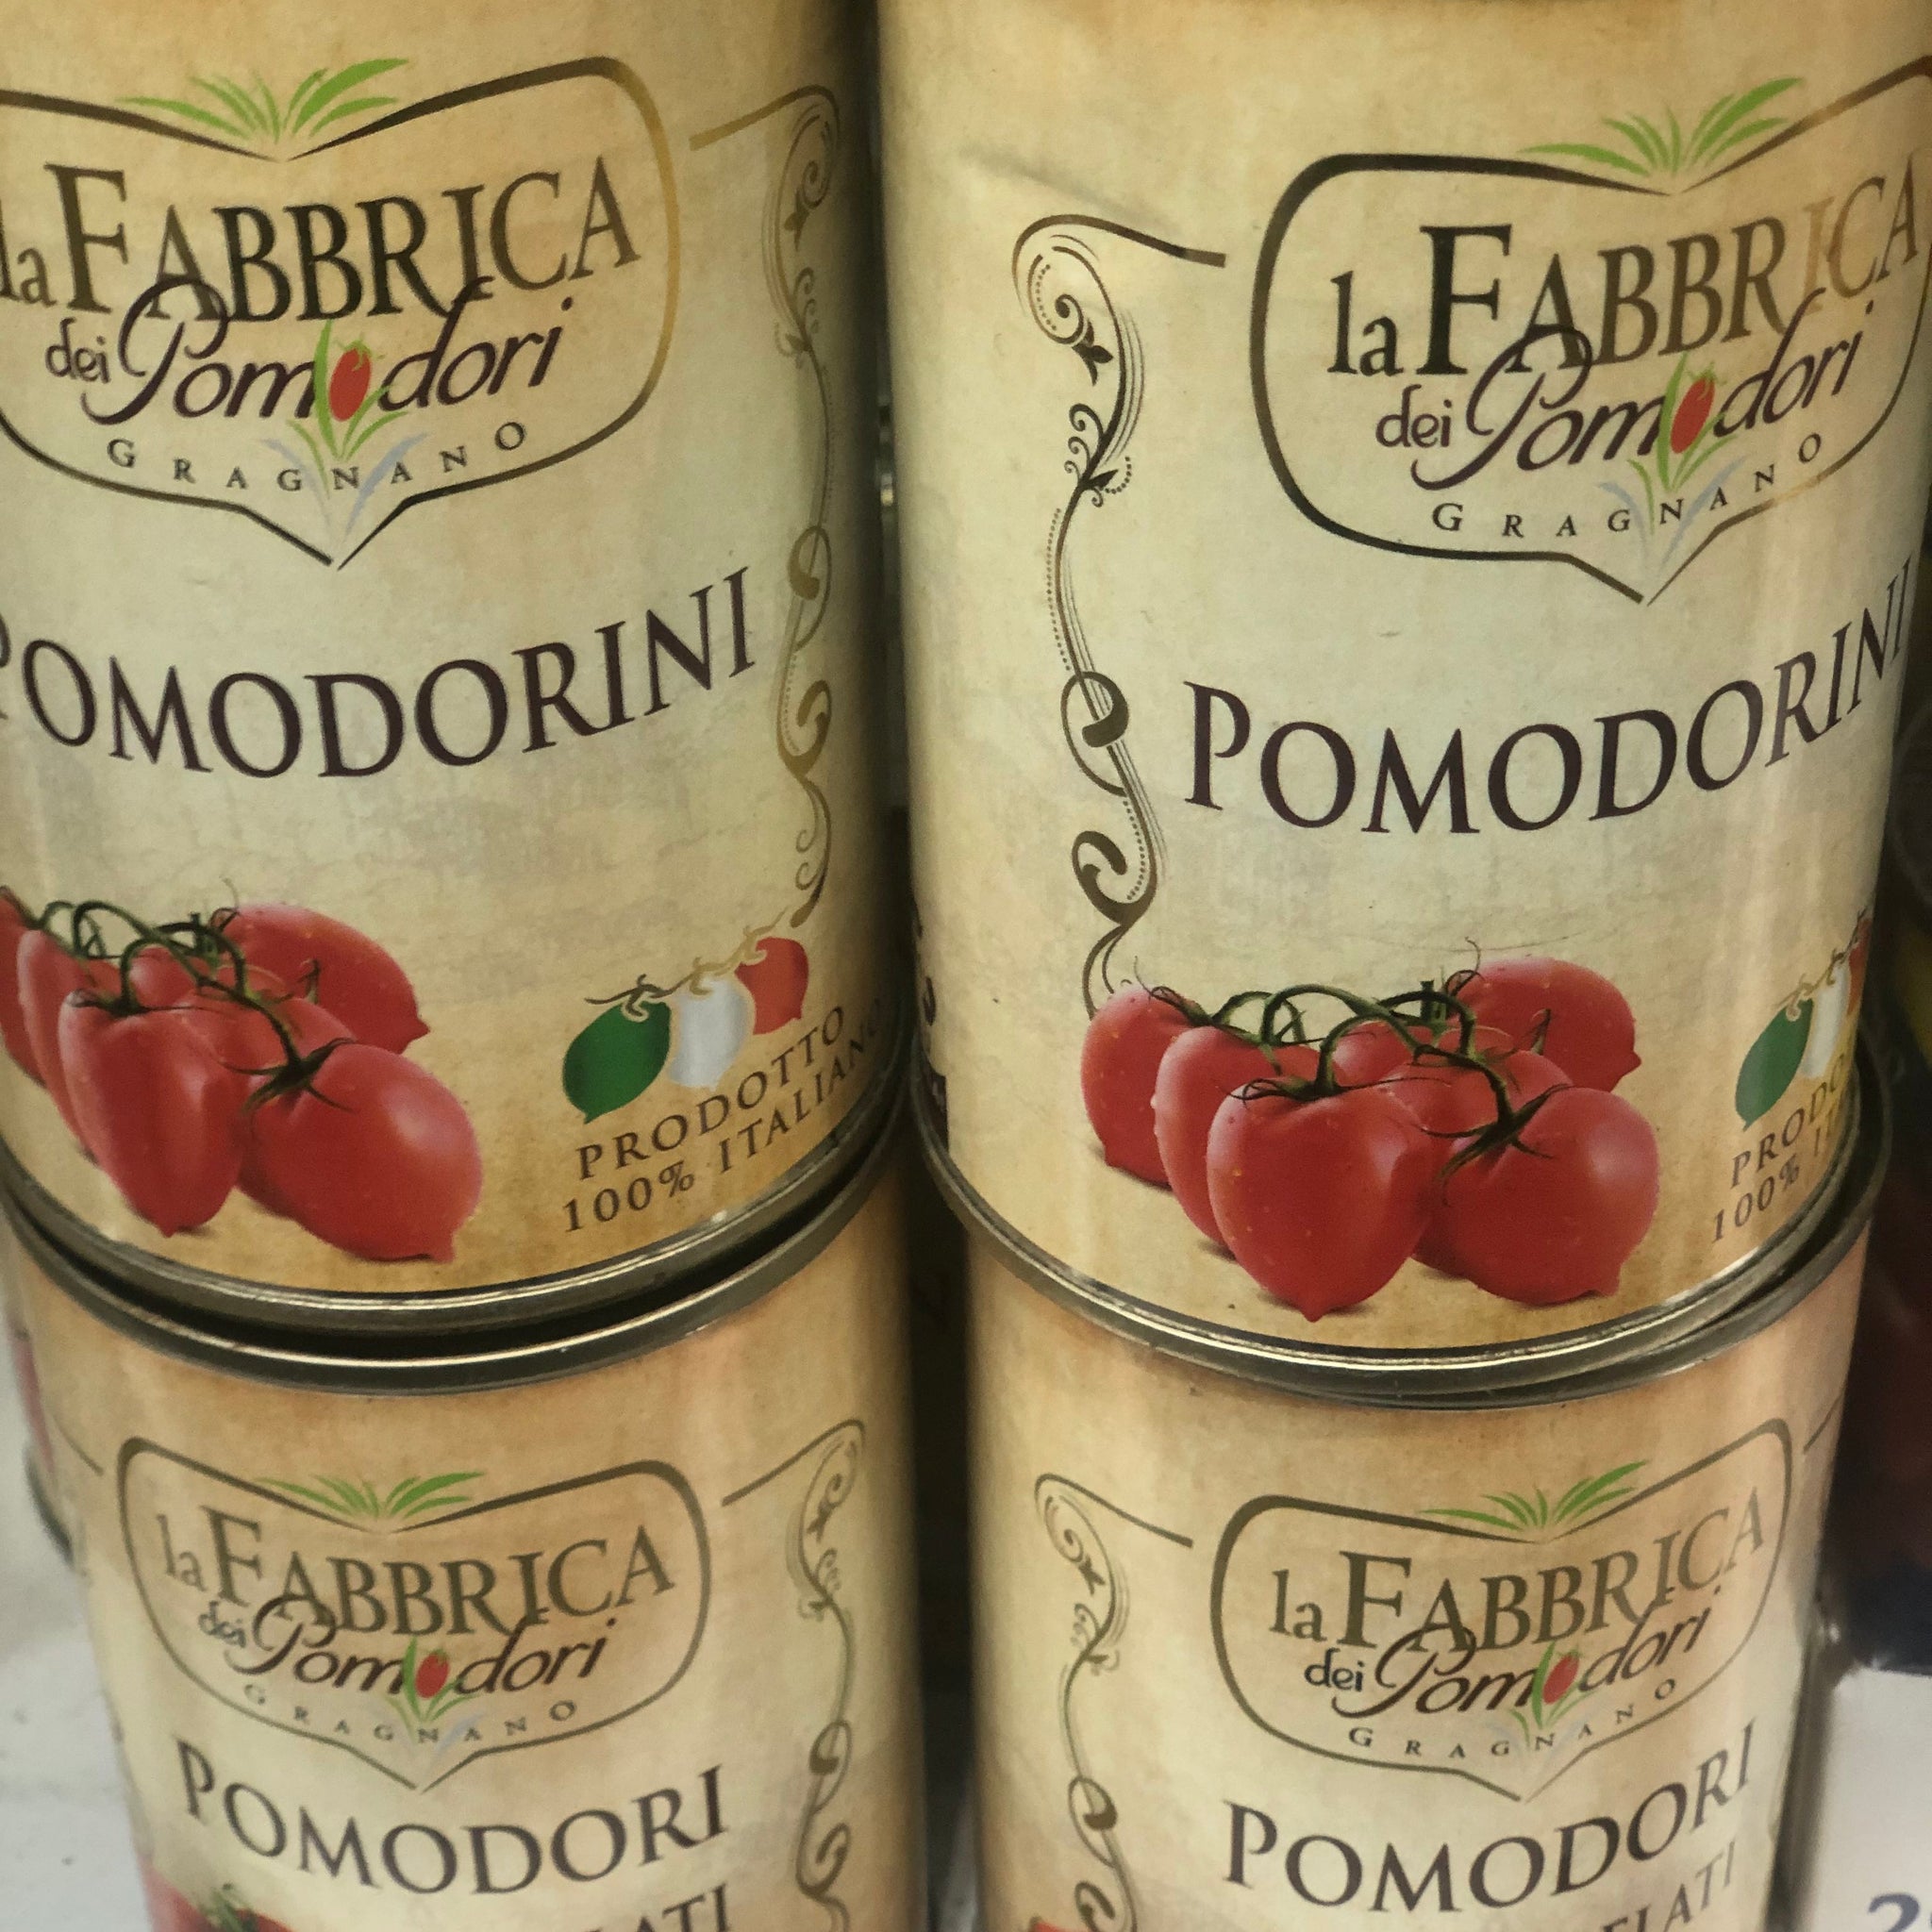 la FABBRICA
dei Pomodori
GRAGNANO
POMODORINI
PRODOTTO
100% ITALIANO
la FABBRICA
dei Pomodori
GRAGNANO
POMODORINI
100%
la FABBRICA
dei Pomodori
GRAGNANO
POMODORI
la FABBRICA
dei Pomodori
GRAGNANO
POMODORI